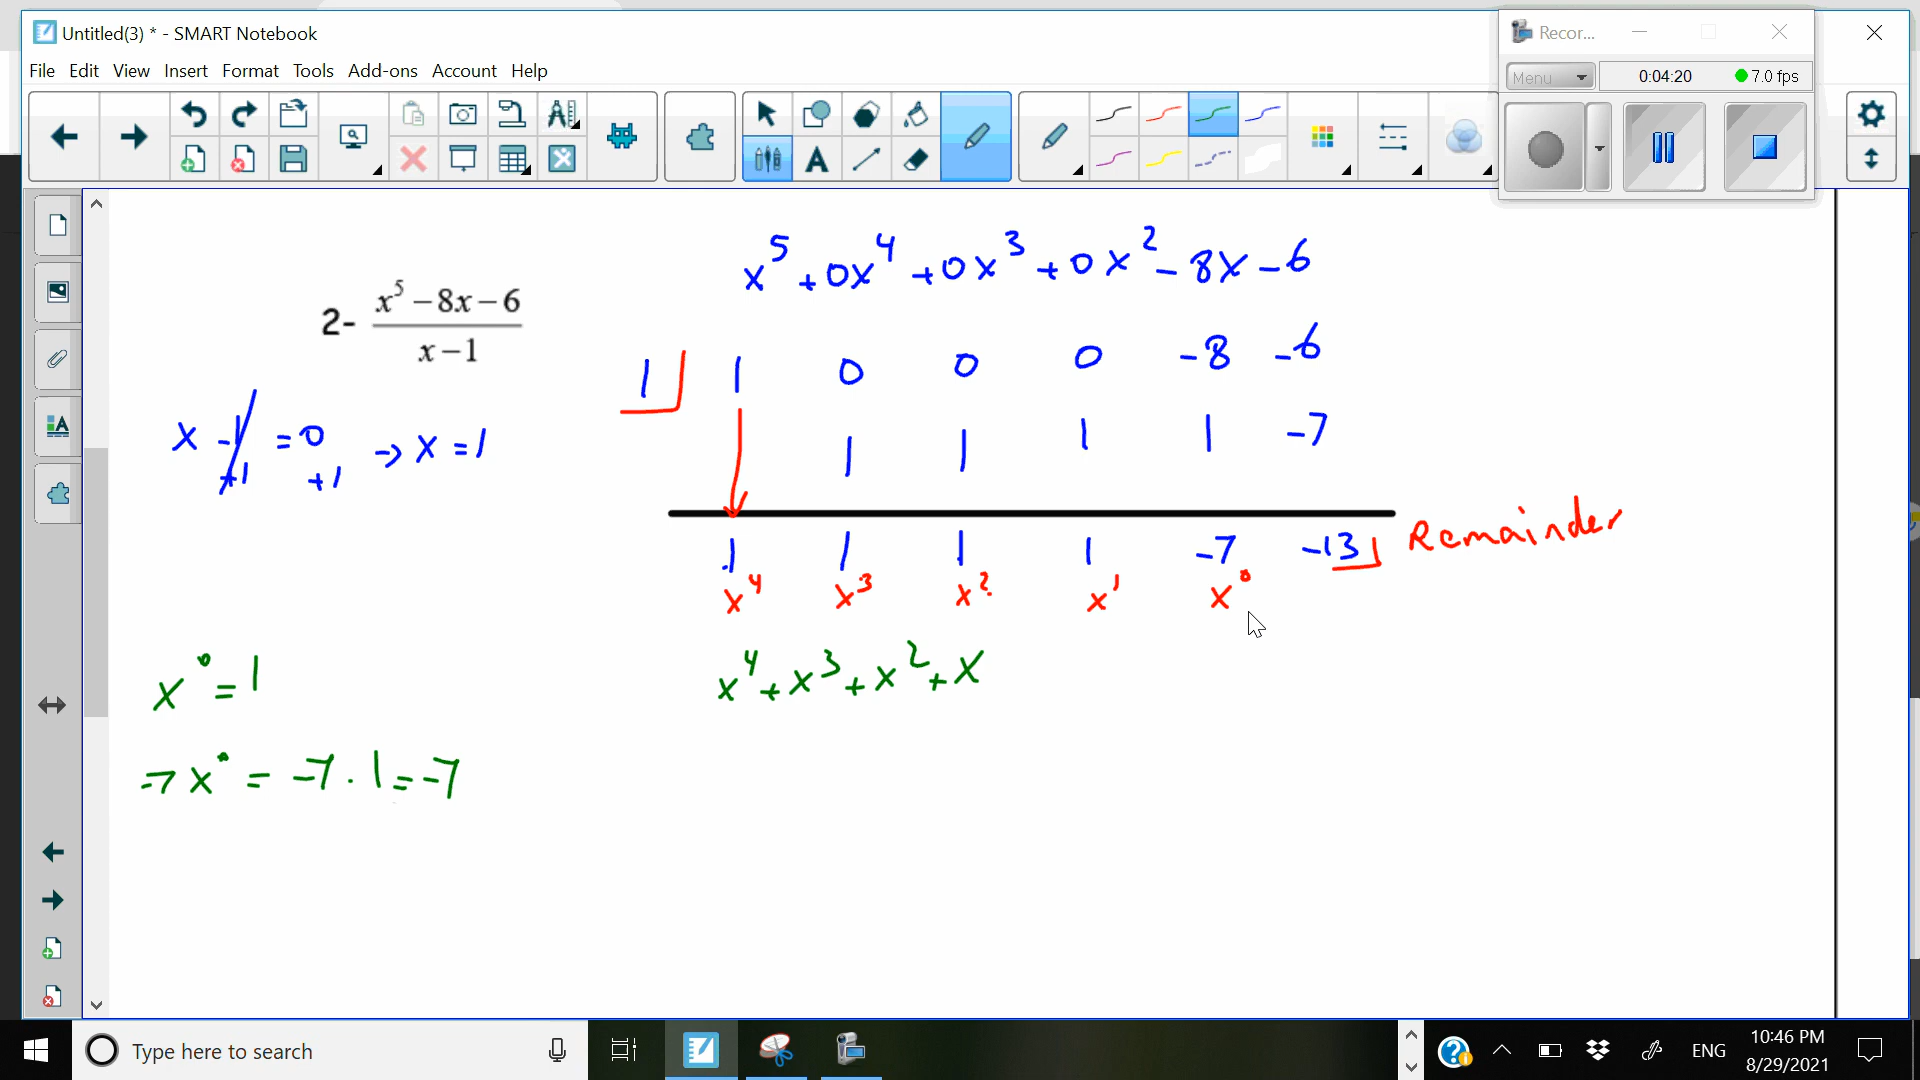 Untitled(3) * - SMART Notebook
Recor...
File Edit View Insert Format Tools Add-ons Account Help
Menu
0:04:20
7.0 fps
x⁵ + 0x⁴ + 0x³ + 0x² - 8x - 6
2- (x⁵ - 8x - 6)/(x - 1)
1 1 0 0 0 -8 -6
x - 1 = 0 → x = 1
+1 +1
1 1 1 1 -7
1 1 1 1 -7 -13 Remainder
x⁴ x³ x² x¹ x⁰
x⁰ = 1
x⁴ + x³ + x² + x
-7x⁰ = -7 . 1 = -7
Type here to search
ENG
10:46 PM
8/29/2021